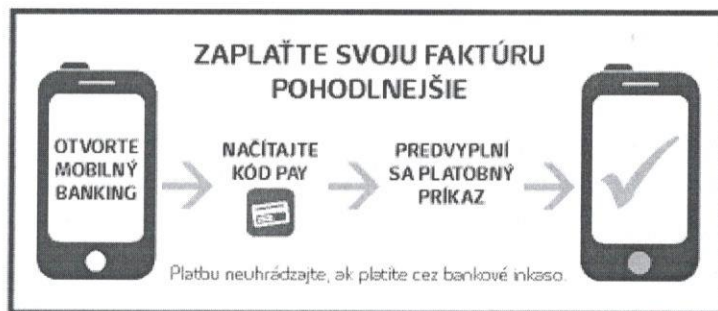 ZAPLAŤTE SVOJU FAKTÚRU
POHODLNEJŠIE
OTVORTE
MOBILNÝ
BANKING
NAČÍTAJTE
KÓD PAY
PREDVYPLNÍ
SA PLATOBNÝ
PRÍKAZ
Platbu neuhrádzajte, ak platíte cez bankové inkaso.